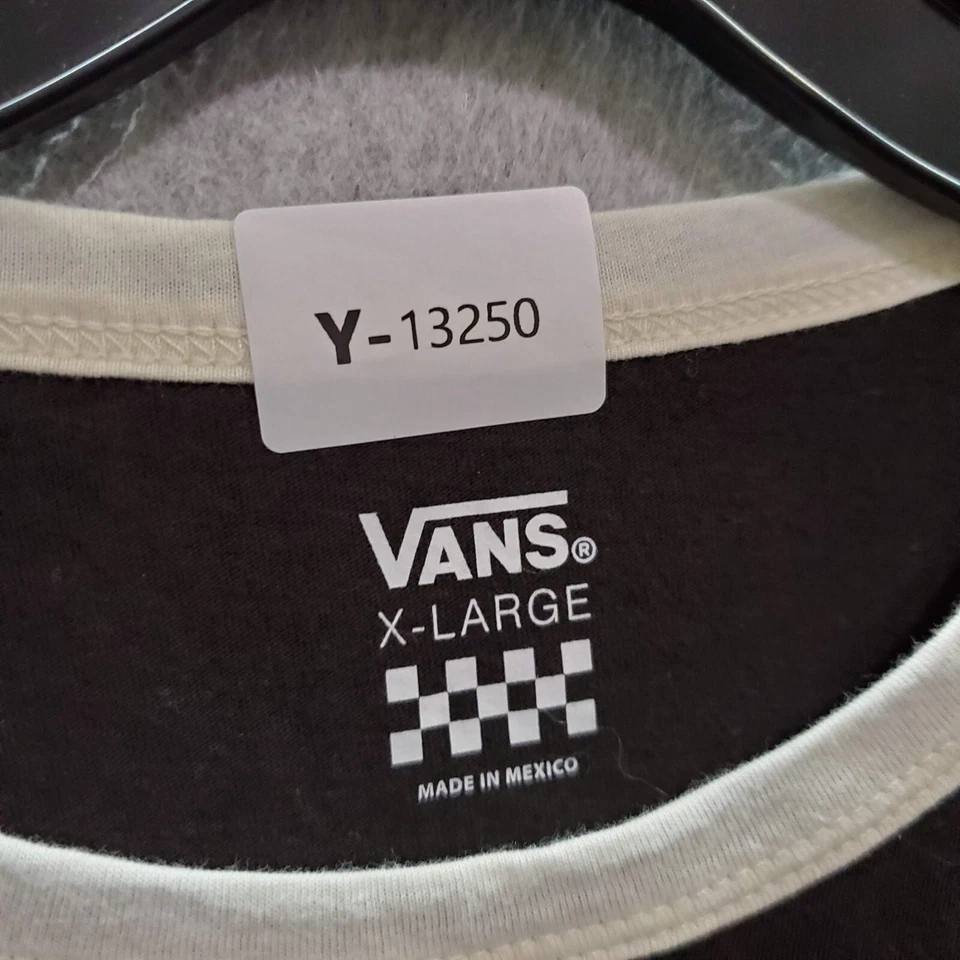 Y-13250
VANS®
X-LARGE
MADE IN MEXICO